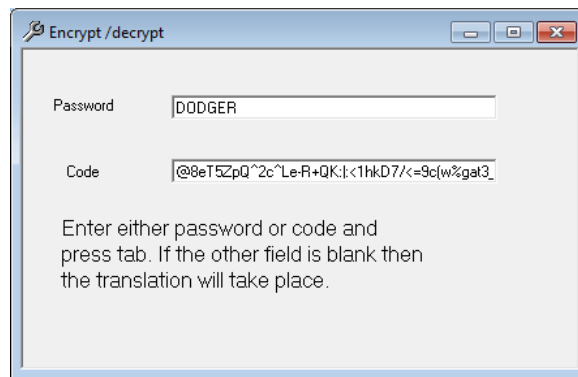 Encrypt /decrypt
Password
DODGER
Code
@8eT5ZpQ^2c^Le-R+QK:|:<1hkD7/<=9c(w%gat3_
Enter either password or code and
press tab. If the other field is blank then
the translation will take place.